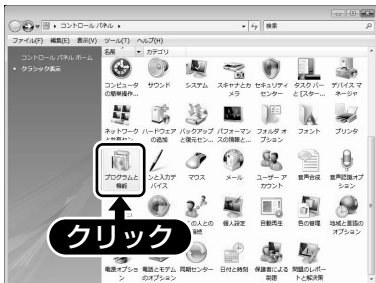 コントロール パネル
検索
ファイル(F) 編集(E) 表示(V) ツール(T) ヘルプ(H)
コントロール パネル ホーム
クラシック表示
名前 カテゴリ
コンピュータの簡単操作...
サウンド
システム
スキャナとカメラ
セキュリティ センター
タスク バーと [スター...
デバイス マネージャ
ネットワークと共有セン...
ハードウェアの追加
バックアップと復元セン...
パフォーマンスの情報と...
フォルダ オプション
フォント
プリンタ
プログラムと機能
ンと入力デバイス
マウス
メール
ユーザー アカウント
音声合成
音声認識オプション
の人との
個人設定
自動再生
色の管理
地域と言語のオプション
クリック
電源オプション
電話とモデムのオプション
同期センター
日付と時刻
保護者による制限
問題のレポートと解決策